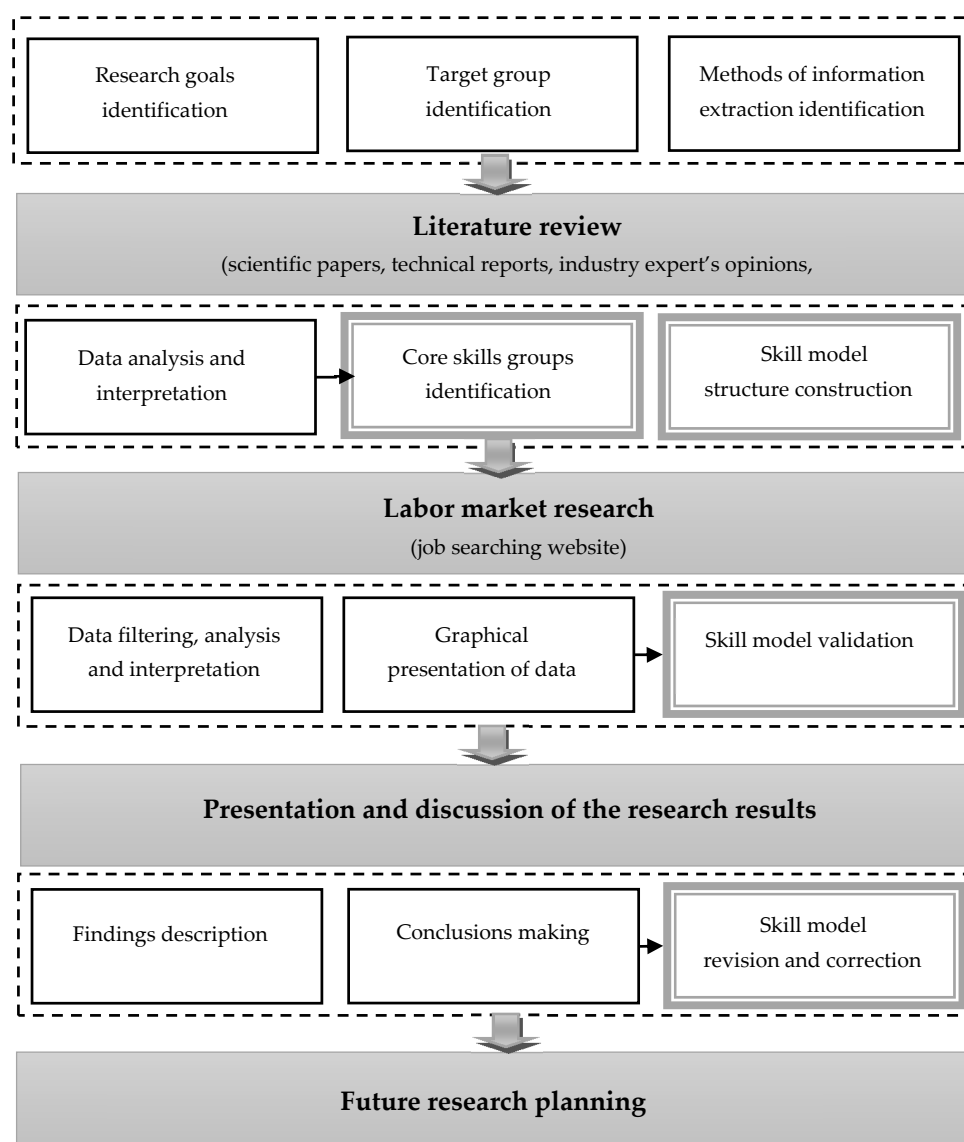 Research goals
identification
Target group
identification
Methods of information
extraction identification
Literature review
(scientific papers, technical reports, industry expert's opinions,
Data analysis and
interpretation
Core skills groups
identification
Skill model
structure construction
Labor market research
(job searching website)
Data filtering, analysis
and interpretation
Graphical
presentation of data
Skill model validation
Presentation and discussion of the research results
Findings description
Conclusions making
Skill model
revision and correction
Future research planning